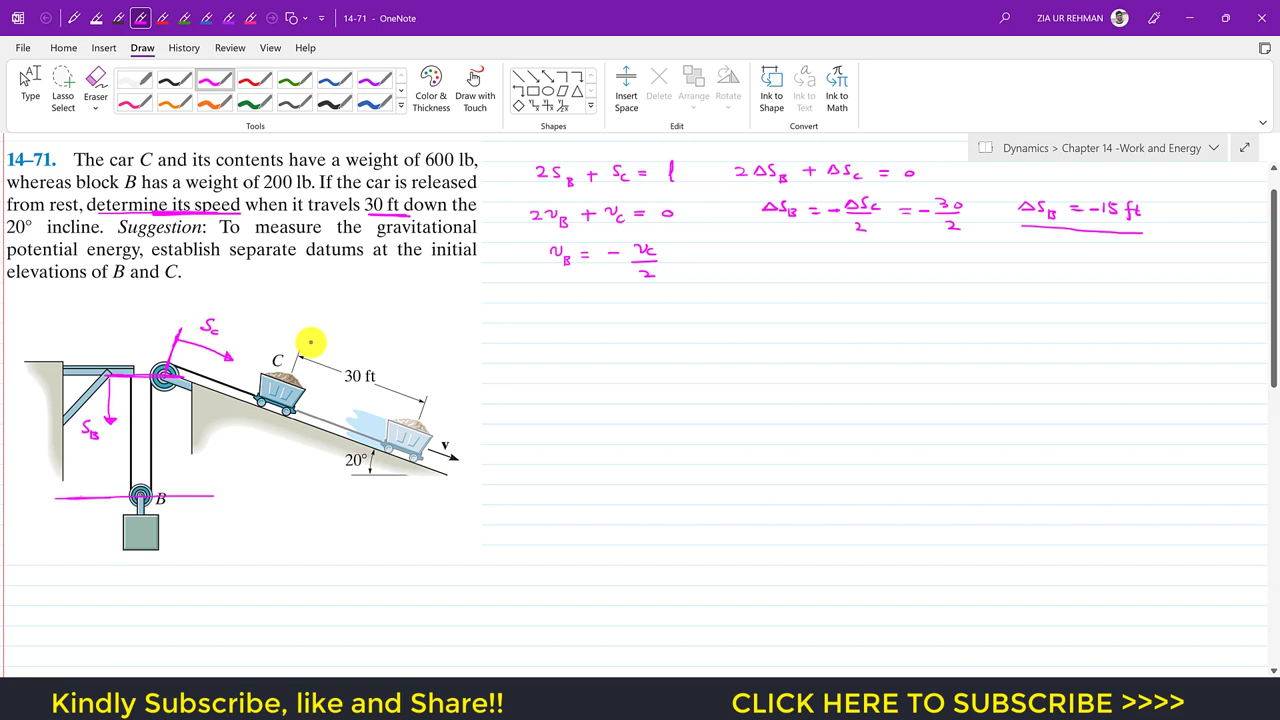 14-71 - OneNote
ZIA UR REHMAN
File Home Insert Draw History Review View Help
Type
Lasso Select
Eraser
Color & Thickness
Draw with Touch
Insert Space
Delete
Arrange
Rotate
Ink to Shape
Ink to Text
Ink to Math
Tools
Shapes
Edit
Convert
Dynamics > Chapter 14 -Work and Energy
14–71. The car C and its contents have a weight of 600 lb,
whereas block B has a weight of 200 lb. If the car is released
from rest, determine its speed when it travels 30 ft down the
20° incline. Suggestion: To measure the gravitational
potential energy, establish separate datums at the initial
elevations of B and C.
2S_B + S_C = l
2ΔS_B + ΔS_C = 0
2v_B + v_C = 0
ΔS_B = -ΔS_C/2 = -30/2
ΔS_B = -15 ft
v_B = - v_C/2
S_C
C
30 ft
S_B
v
20°
B
Kindly Subscribe, like and Share!!
CLICK HERE TO SUBSCRIBE >>>>